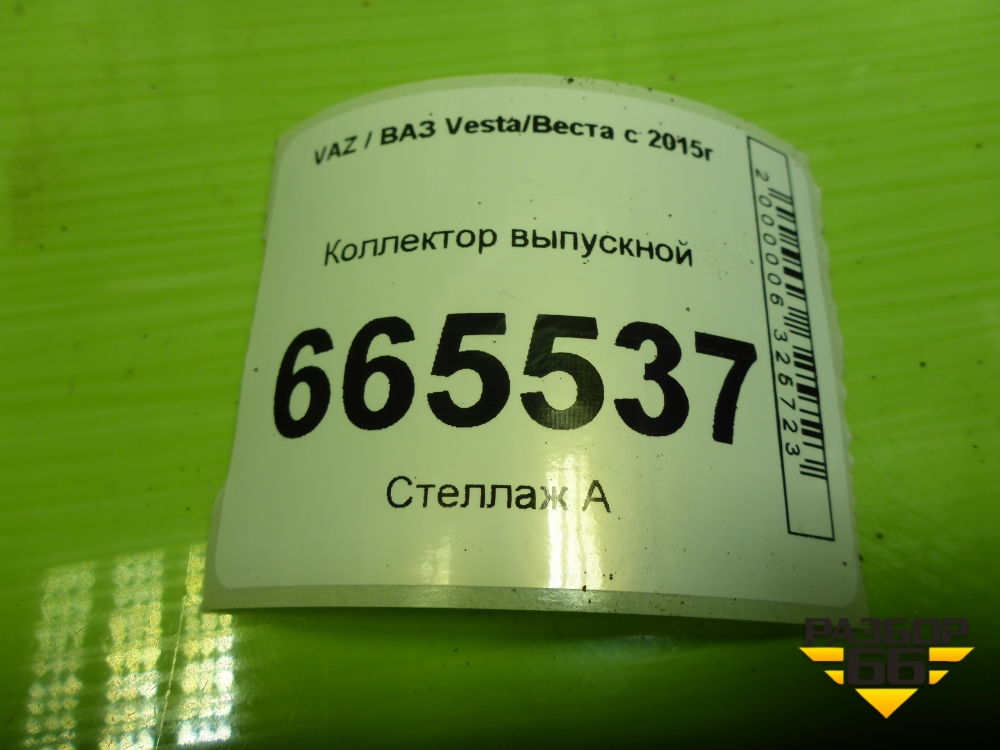 VAZ / ВАЗ Vesta/Веста с 2015г
Коллектор выпускной
665537
Стеллаж А
2000006326723
РАЗБОР
66